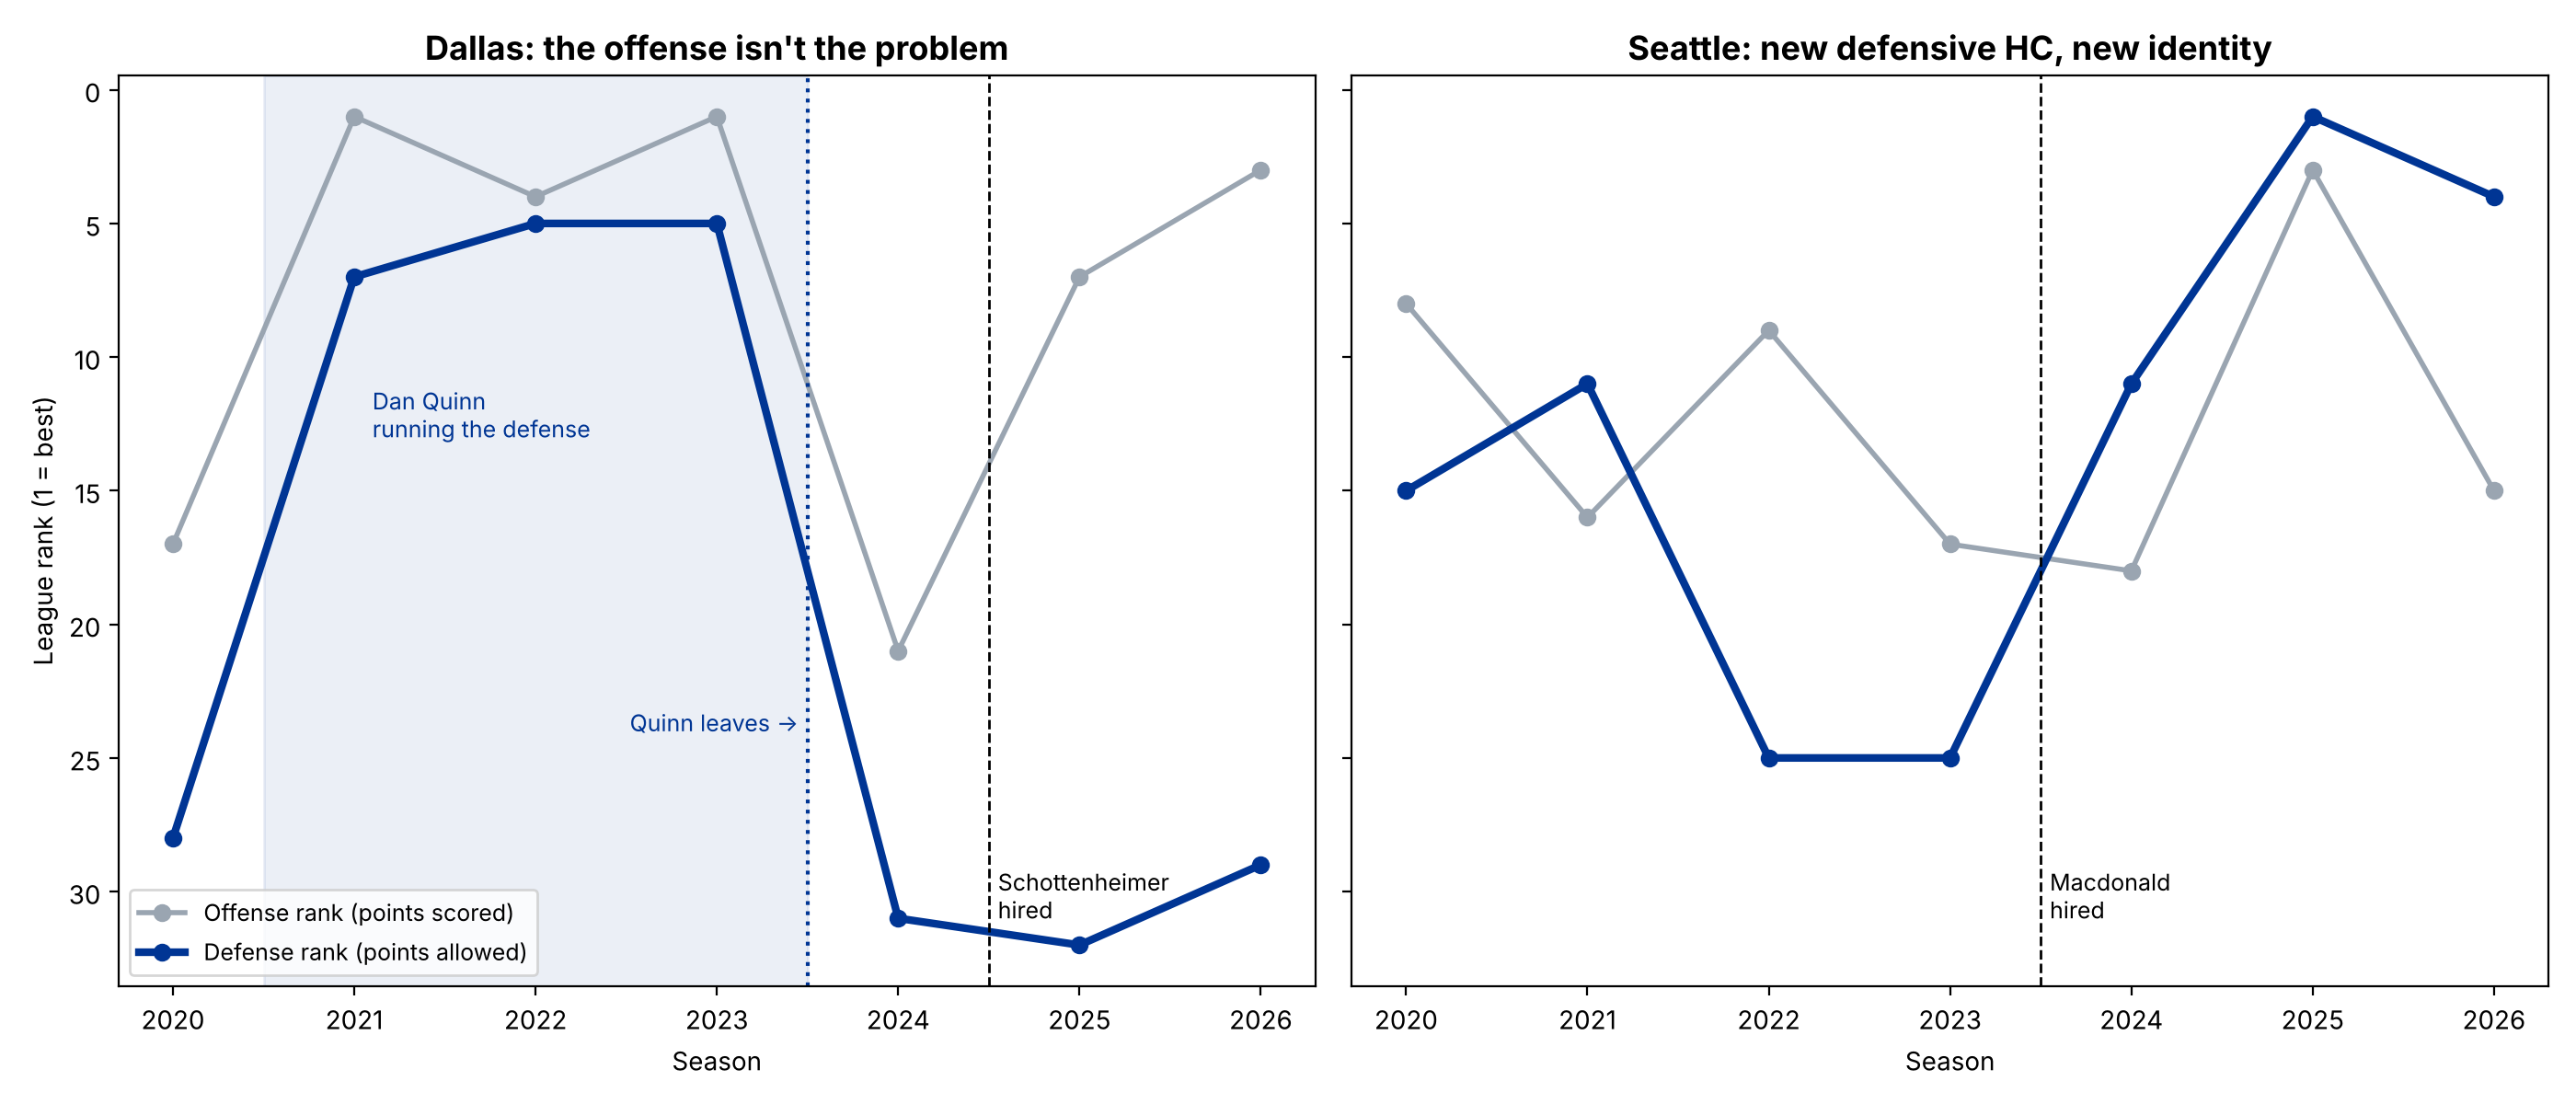 Dallas: the offense isn't the problem
League rank (1 = best)
0
5
10
15
20
25
30
Dan Quinn
running the defense
Quinn leaves →
Schottenheimer
hired
Offense rank (points scored)
Defense rank (points allowed)
2020 2021 2022 2023 2024 2025 2026
Season
Seattle: new defensive HC, new identity
Macdonald
hired
2020 2021 2022 2023 2024 2025 2026
Season